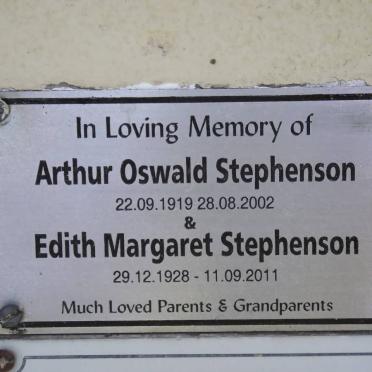 In Loving Memory of
Arthur Oswald Stephenson
22.09.1919 28.08.2002
&
Edith Margaret Stephenson
29.12.1928 - 11.09.2011
Much Loved Parents & Grandparents